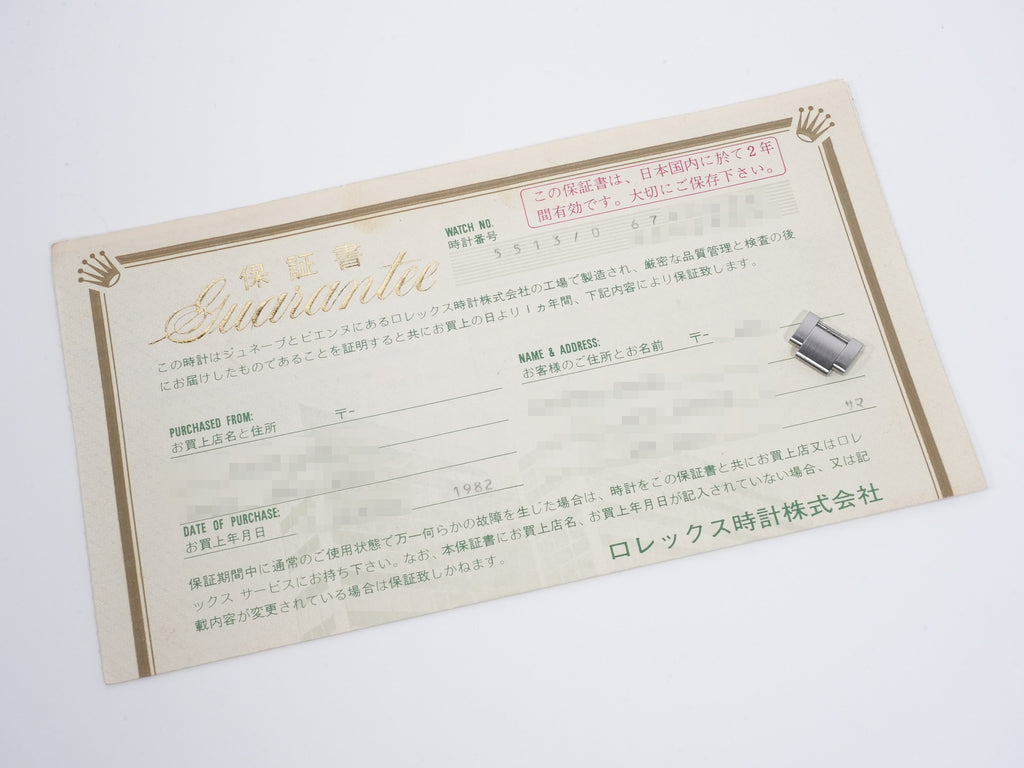 この保証書は、日本国内に於て2年
間有効です。大切にご保存下さい。
WATCH NO.
時計番号
5513/0 67
保証書
Guarantee
この時計はジュネーブとビエンヌにあるロレックス時計株式会社の工場で製造され、厳密な品質管理と検査の後
にお届けしたものであることを証明すると共にお買上の日より1ヵ年間、下記内容により保証致します。
PURCHASED FROM:
お買上店名と住所 〒-
NAME & ADDRESS:
お客様のご住所とお名前 〒-
サマ
DATE OF PURCHASE:
お買上年月日
1982
保証期間中に通常のご使用状態で万一何らかの故障を生じた場合は、時計をこの保証書と共にお買上店又はロレ
ックス サービスにお持ち下さい。なお、本保証書にお買上店名、お買上年月日が記入されていない場合、又は記
載内容が変更されている場合は保証致しかねます。
ロレックス時計株式会社